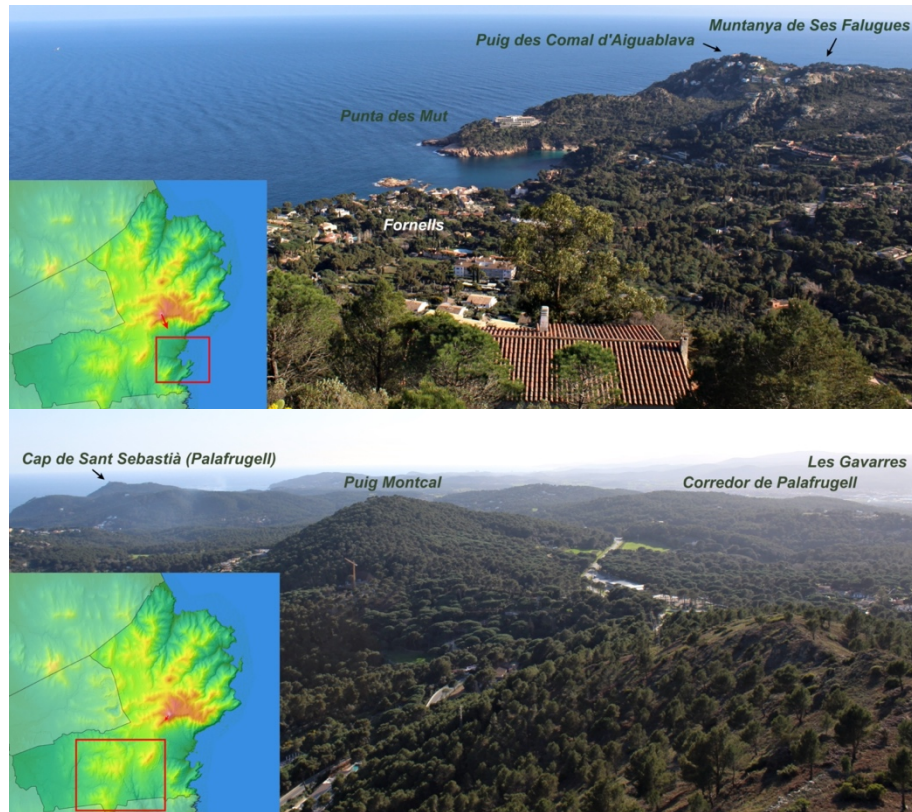 Muntanya de Ses Falugues
Puig des Comal d'Aiguablava
Punta des Mut
Fornells
Cap de Sant Sebastià (Palafrugell)
Les Gavarres
Puig Montcal
Corredor de Palafrugell